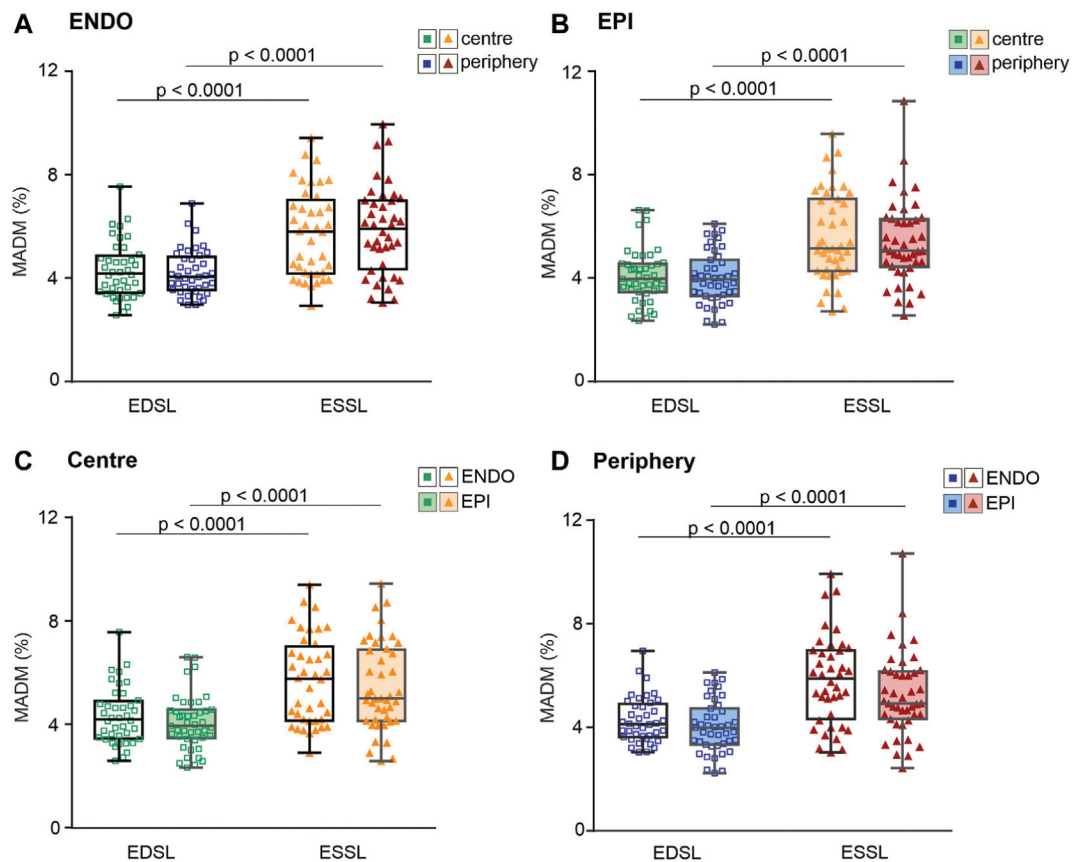 A ENDO
centre
periphery
p < 0.0001
p < 0.0001
12
8
4
0
MADM (%)
EDSL ESSL
B EPI
centre
periphery
p < 0.0001
p < 0.0001
12
8
4
0
MADM (%)
EDSL ESSL
C Centre
ENDO
EPI
p < 0.0001
p < 0.0001
12
8
4
0
MADM (%)
EDSL ESSL
D Periphery
ENDO
EPI
p < 0.0001
p < 0.0001
12
8
4
0
MADM (%)
EDSL ESSL